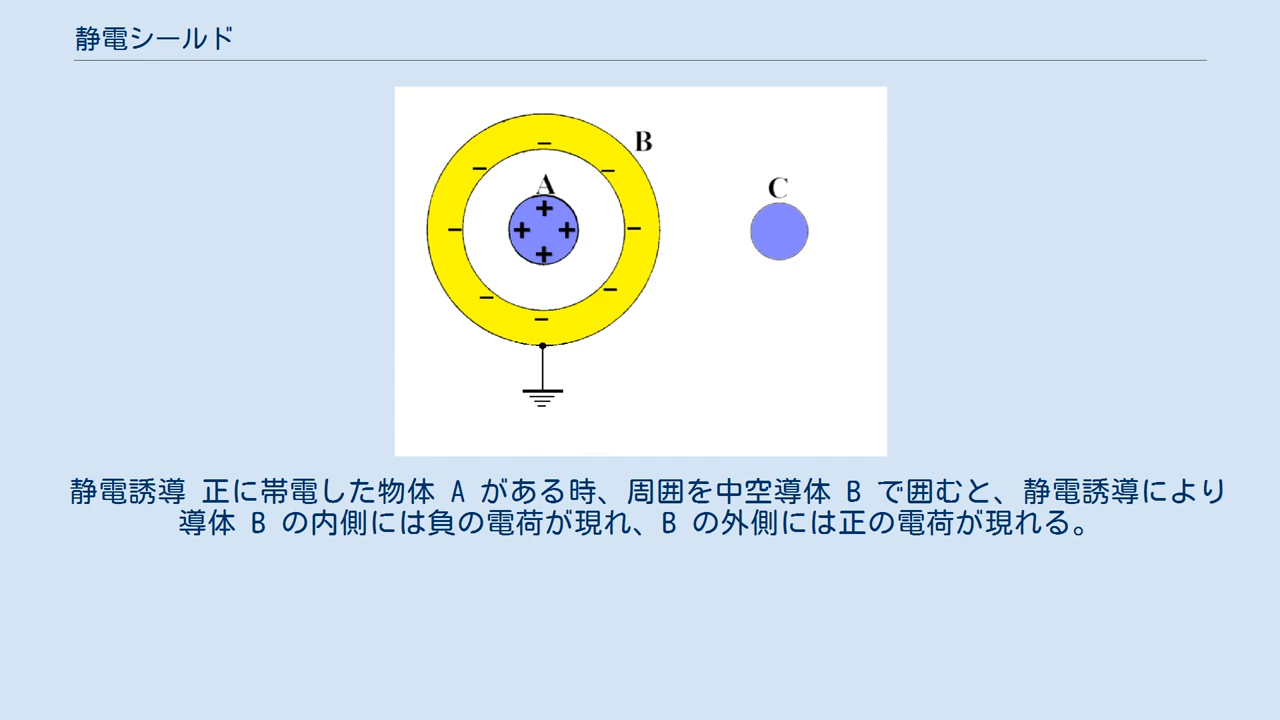 静電シールド
B
A
C
静電誘導 正に帯電した物体 A がある時、周囲を中空導体 B で囲むと、静電誘導により
導体 B の内側には負の電荷が現れ、B の外側には正の電荷が現れる。